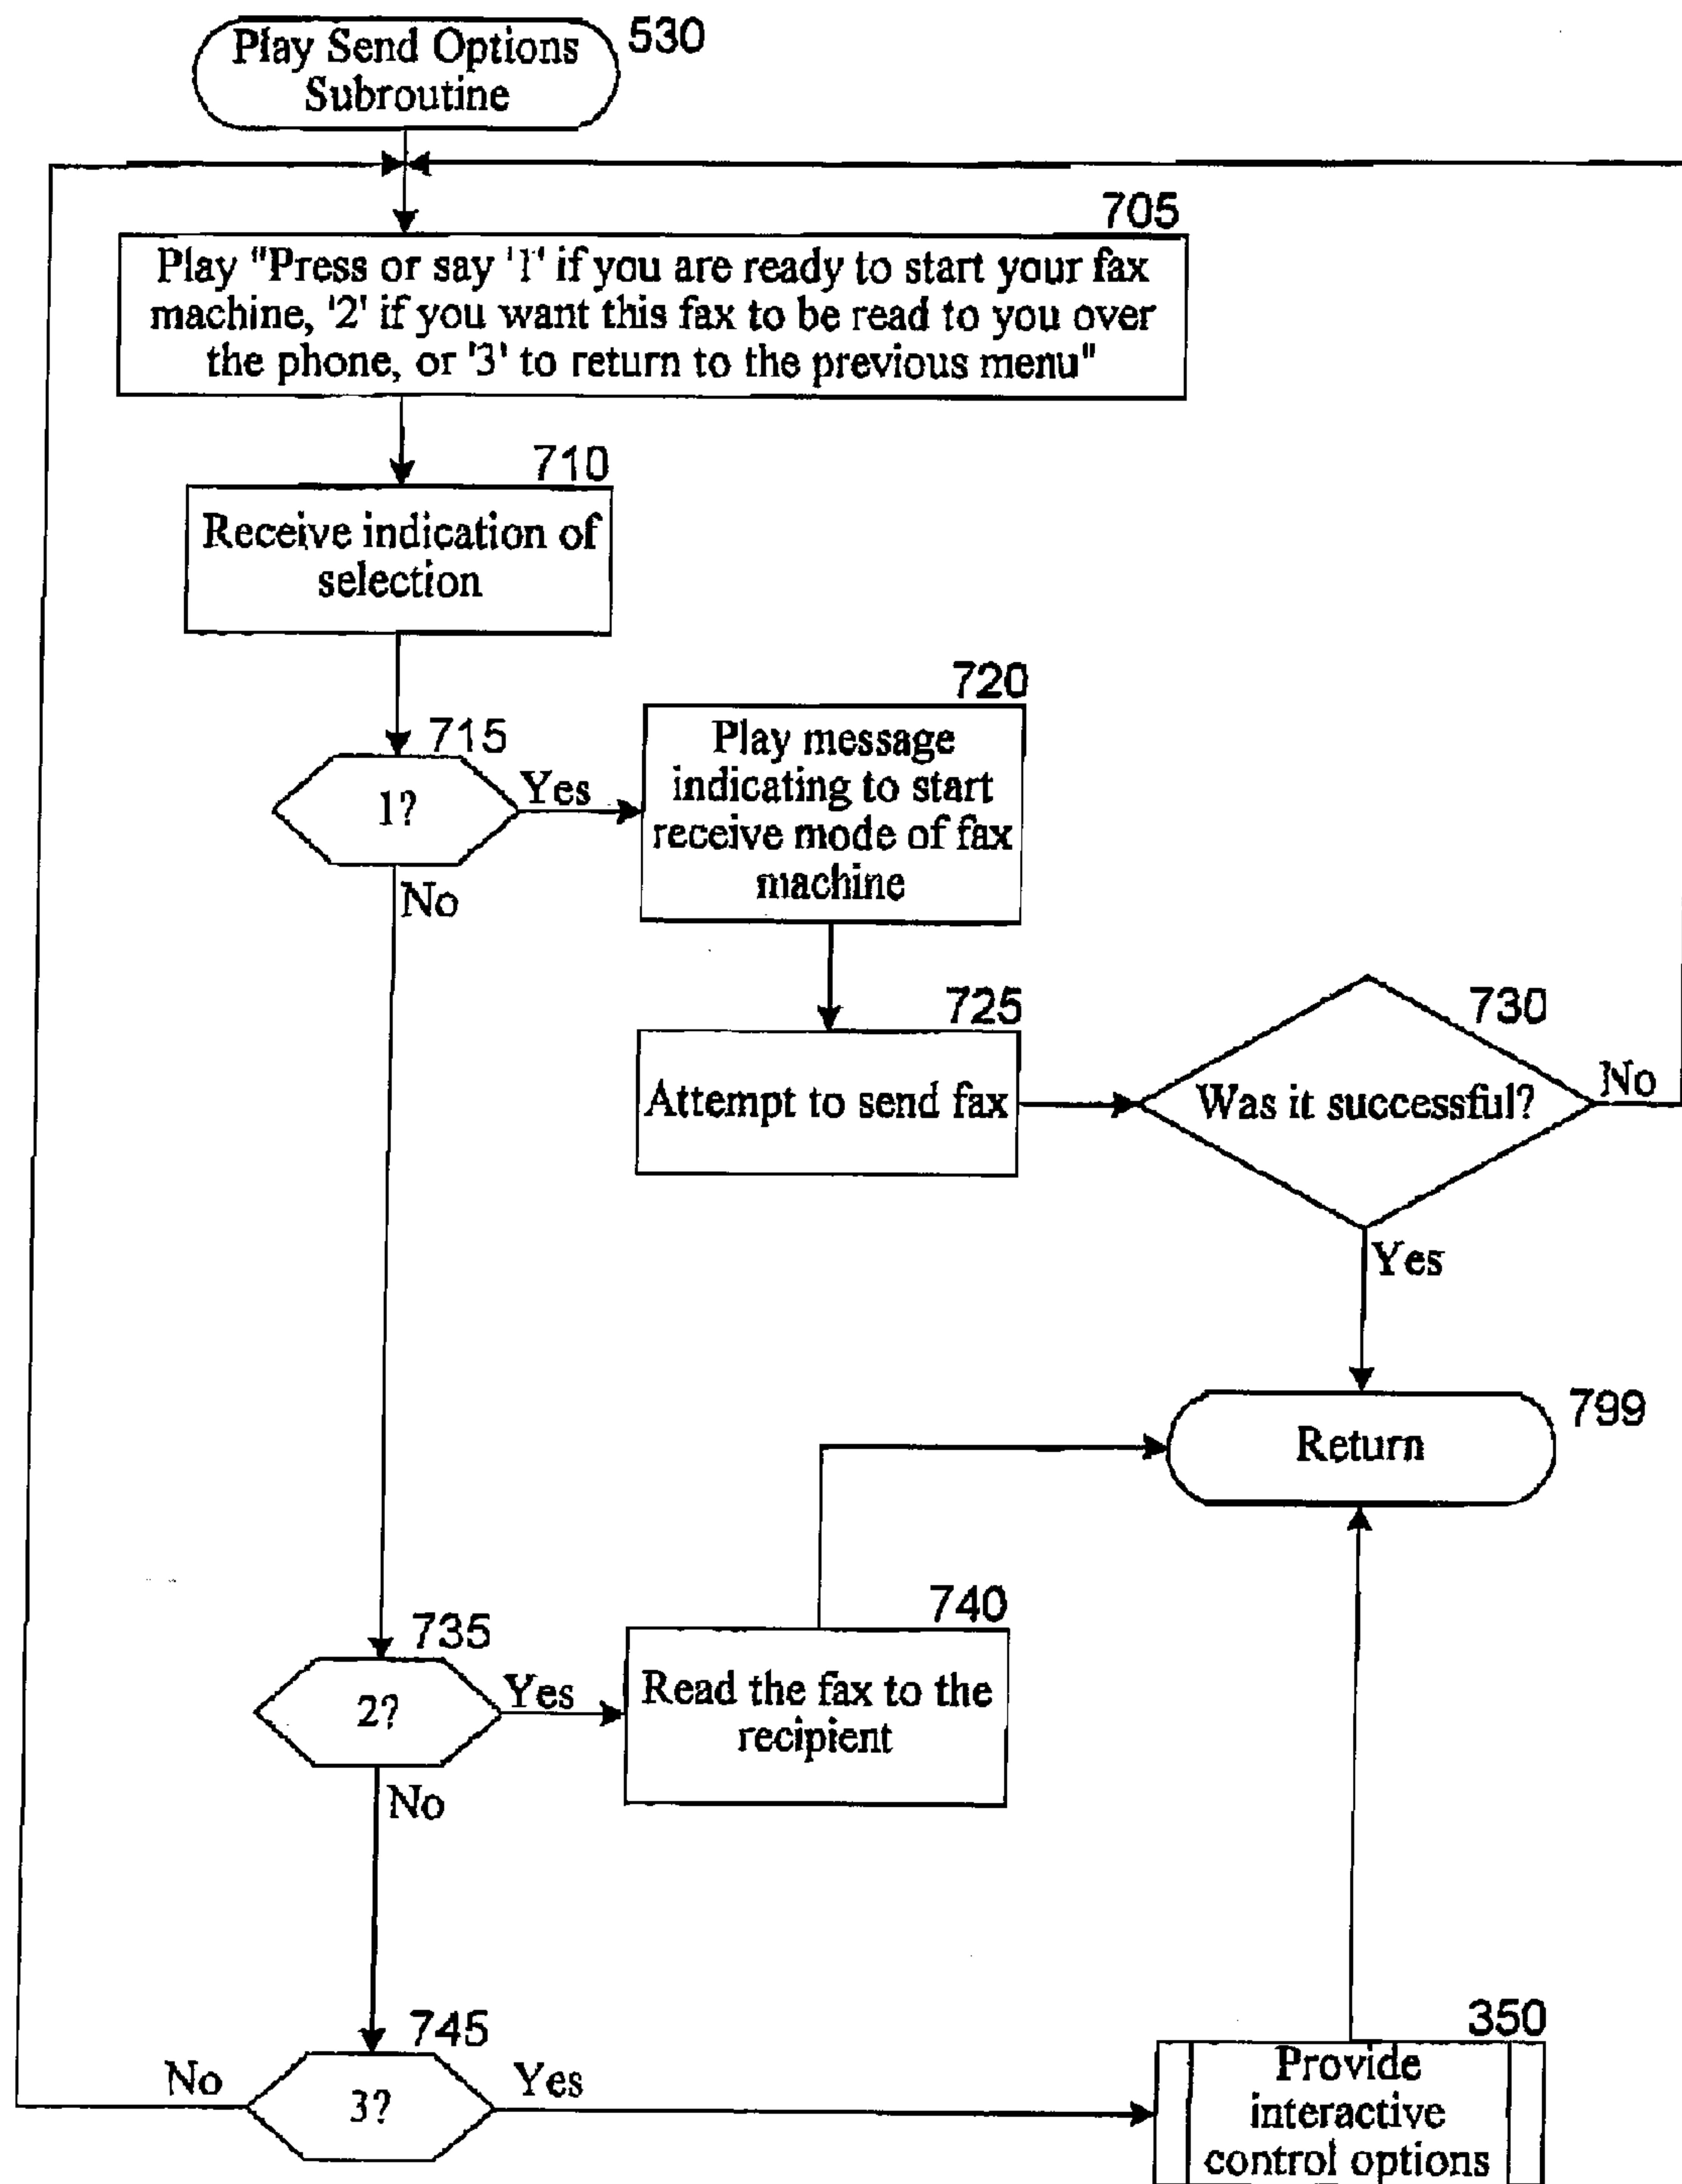 Play Send Options
Subroutine
530
705
Play "Press or say '1' if you are ready to start your fax
machine, '2' if you want this fax to be read to you over
the phone, or '3' to return to the previous menu"
710
Receive indication of
selection
715
1?
Yes
No
720
Play message
indicating to start
receive mode of fax
machine
725
Attempt to send fax
730
Was it successful?
No
Yes
799
Return
735
2?
Yes
No
740
Read the fax to the
recipient
745
3?
No
Yes
350
Provide
interactive
control options